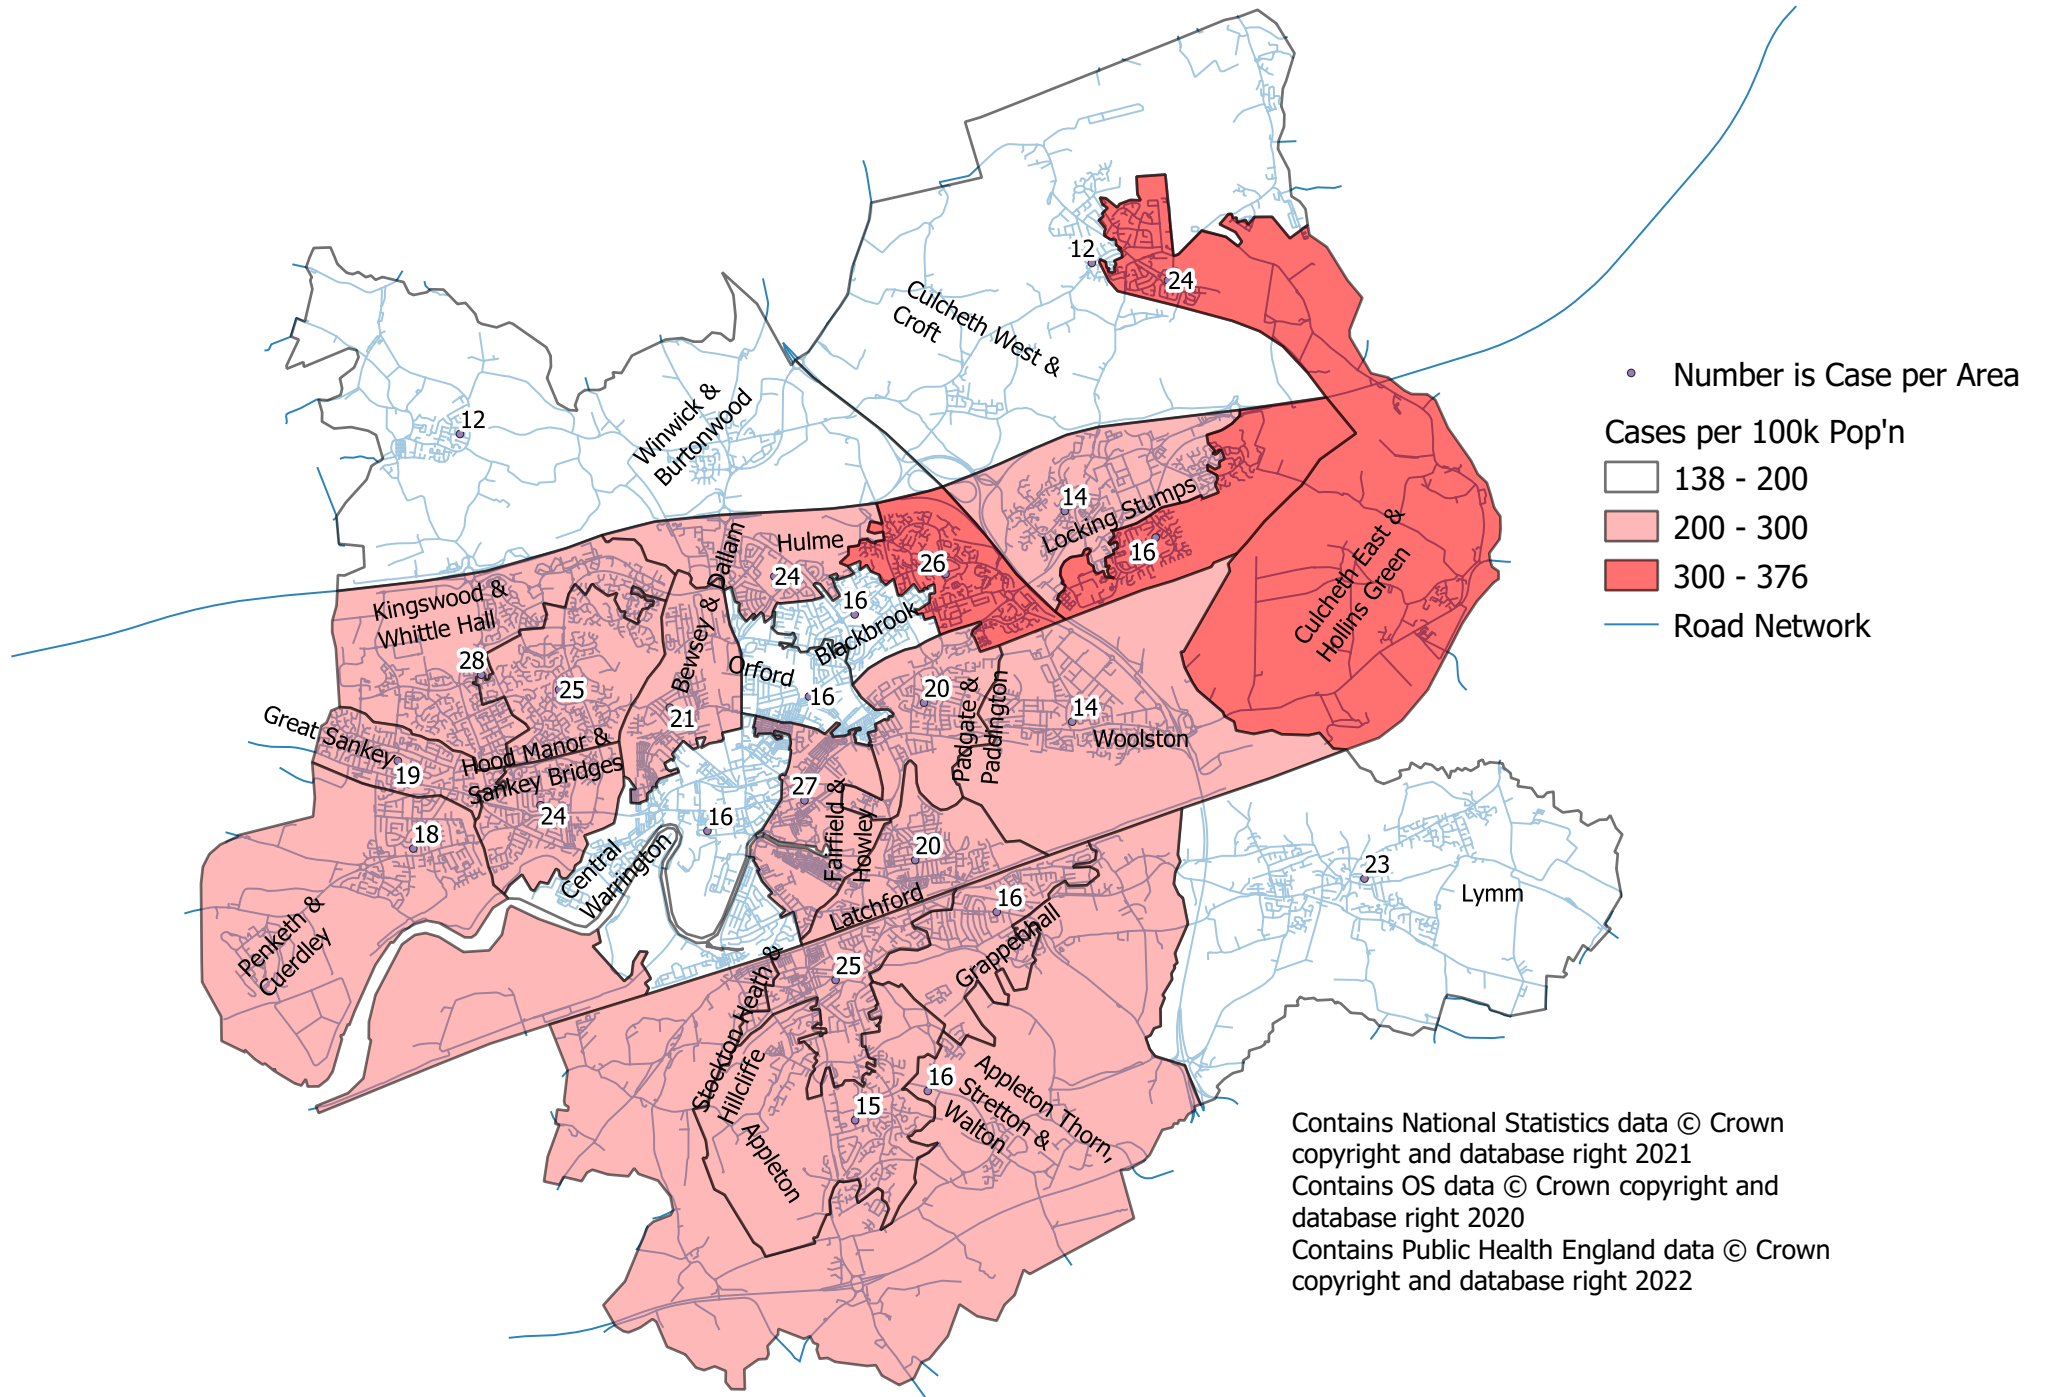 12
24
Culcheth West &
Croft
12
Winwick &
Burtonwood
14
Locking Stumps
16
Culcheth East &
Hollins Green
Hulme
24
26
16
Blackbrook
Orford
16
Bewsey & Dallam
21
Kingswood &
Whittle Hall
28
25
Great Sankey
19
Hood Manor &
Sankey Bridges
24
18
Penketh &
Cuerdley
Central
Warrington
16
27
Fairfield &
Howley
20
Padgate &
Paddington
14
Woolston
20
Latchford
16
Grappenhall
25
Stockton Heath &
Hillcliffe
15
Appleton
16
Appleton Thorn,
Stretton &
Walton
23
Lymm
Number is Case per Area
Cases per 100k Pop'n
138 - 200
200 - 300
300 - 376
Road Network
Contains National Statistics data © Crown
copyright and database right 2021
Contains OS data © Crown copyright and
database right 2020
Contains Public Health England data © Crown
copyright and database right 2022